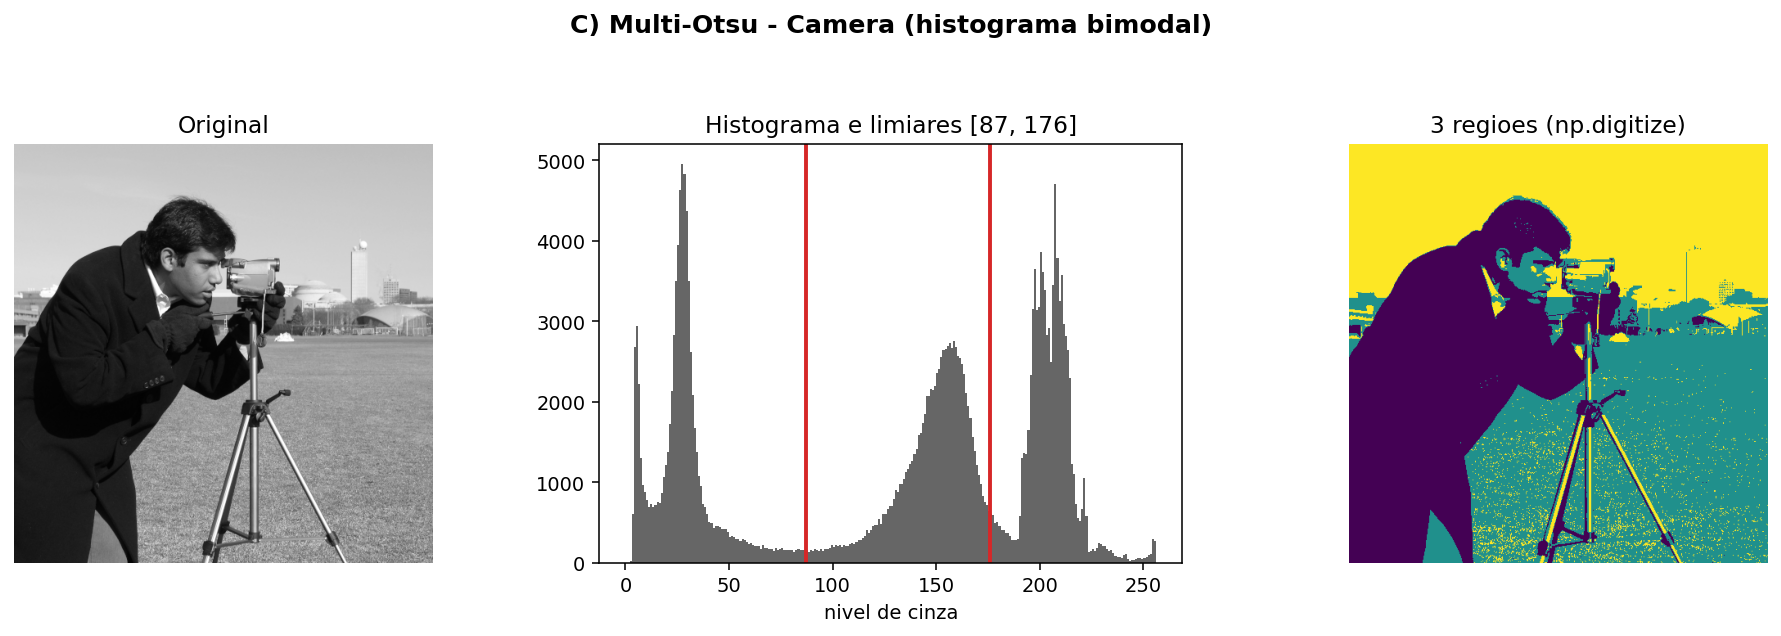 C) Multi-Otsu - Camera (histograma bimodal)
Original
Histograma e limiares [87, 176]
3 regioes (np.digitize)
5000
4000
3000
2000
1000
0
0 50 100 150 200 250
nivel de cinza